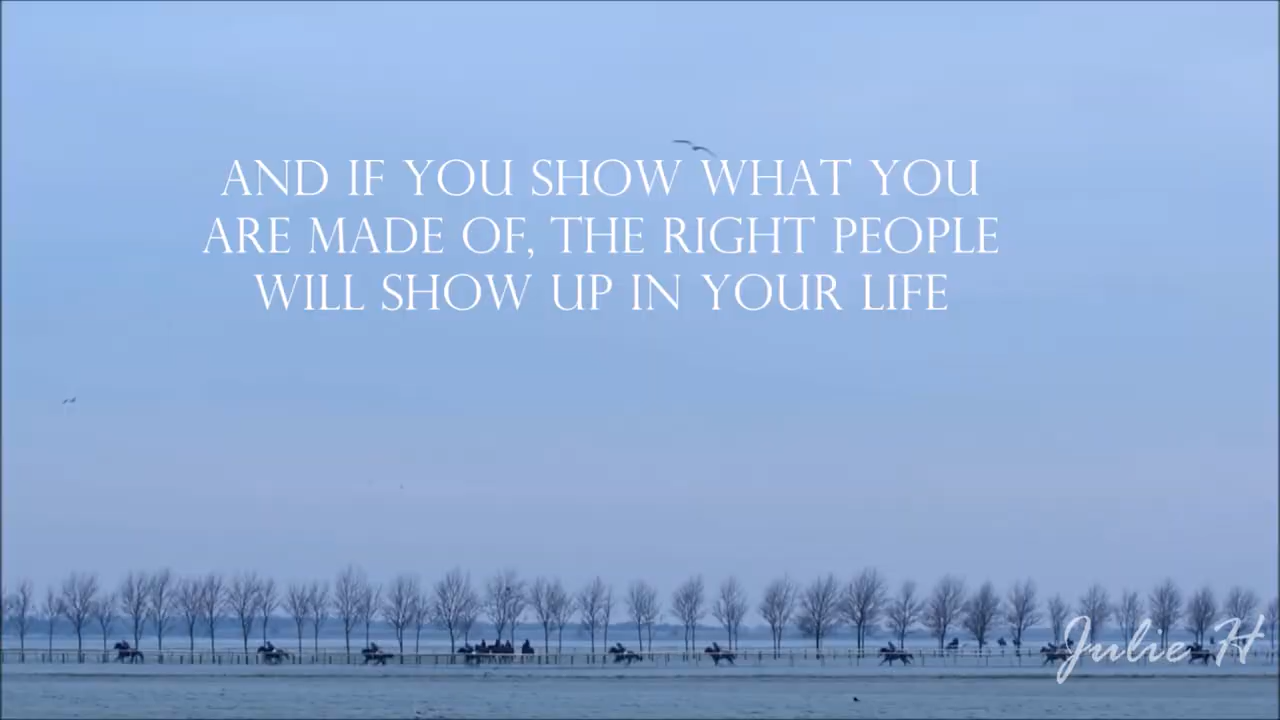 AND IF YOU SHOW WHAT YOU
ARE MADE OF, THE RIGHT PEOPLE
WILL SHOW UP IN YOUR LIFE
Julie H